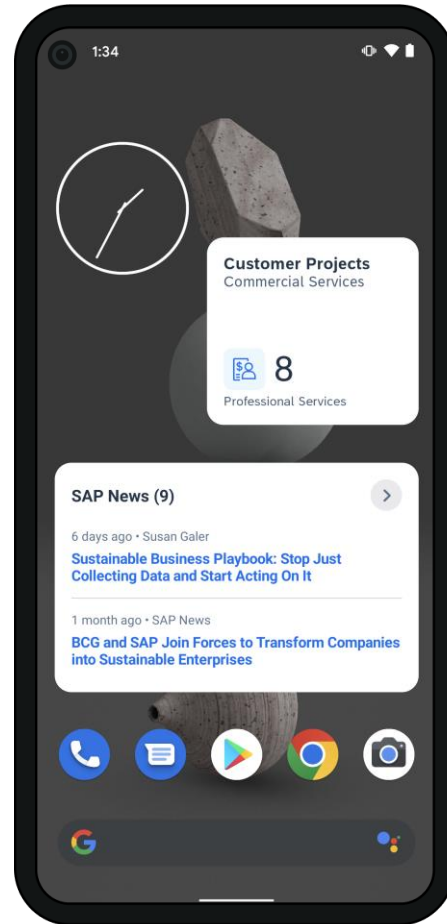 1:34
Customer Projects
Commercial Services
8
Professional Services
SAP News (9)
6 days ago • Susan Galer
Sustainable Business Playbook: Stop Just
Collecting Data and Start Acting On It
1 month ago • SAP News
BCG and SAP Join Forces to Transform Companies
into Sustainable Enterprises